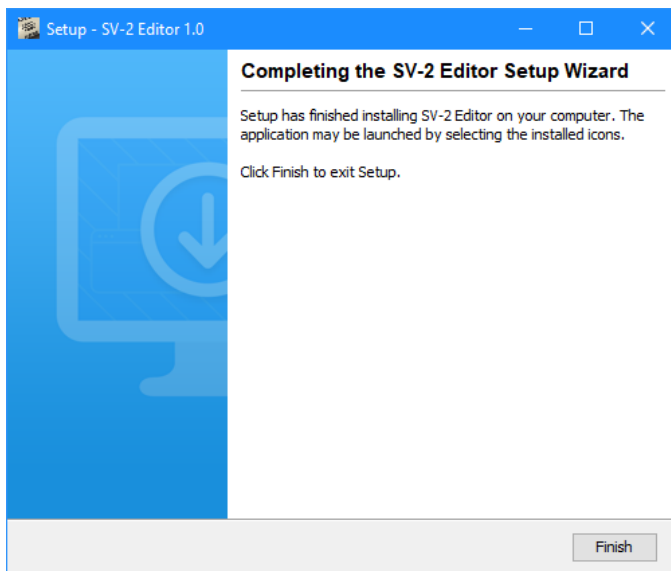 Setup - SV-2 Editor 1.0
Completing the SV-2 Editor Setup Wizard
Setup has finished installing SV-2 Editor on your computer. The
application may be launched by selecting the installed icons.
Click Finish to exit Setup.
Finish